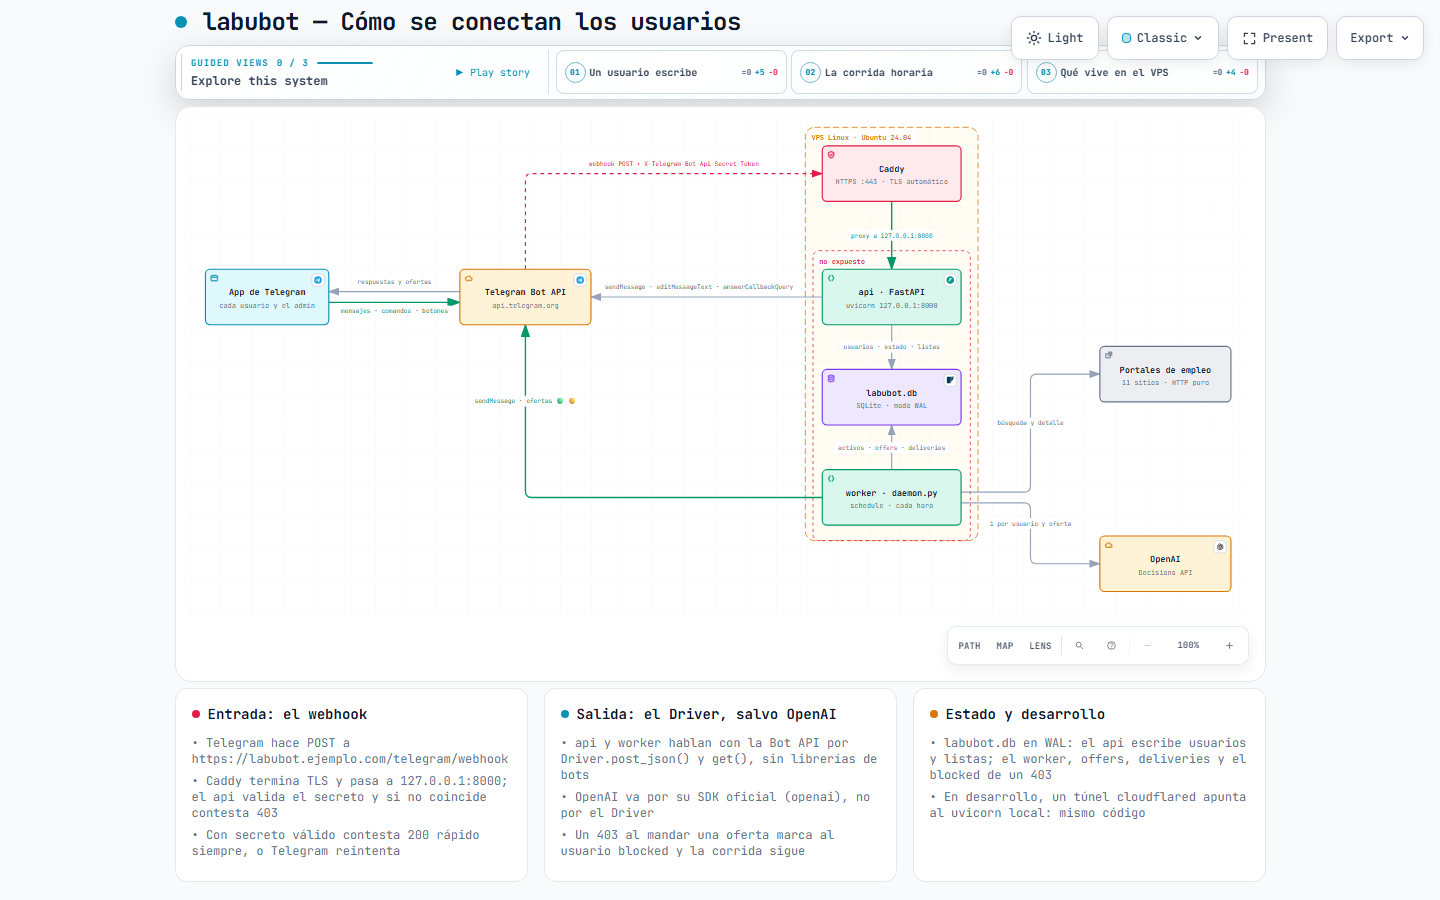 labubot — Cómo se conectan los usuarios
Light
Classic
Present
Export
GUIDED VIEWS 0 / 3
Explore this system
▶ Play story
01 Un usuario escribe =0 +5 -0
02 La corrida horaria =0 +6 -0
03 Qué vive en el VPS =0 +4 -0
VPS Linux · Ubuntu 24.04
webhook POST + X-Telegram-Bot-Api-Secret-Token
Caddy
HTTPS :443 · TLS automático
proxy a 127.0.0.1:8000
no expuesto
App de Telegram
cada usuario y el admin
respuestas y ofertas
mensajes · comandos · botones
Telegram Bot API
api.telegram.org
sendMessage · editMessageText · answerCallbackQuery
api · FastAPI
uvicorn 127.0.0.1:8000
usuarios · estado · listas
labubot.db
SQLite · modo WAL
Portales de empleo
11 sitios · HTTP puro
sendMessage · ofertas
búsqueda y detalle
activos · offers · deliveries
worker · daemon.py
schedule · cada hora
1 por usuario y oferta
OpenAI
Decisions API
PATH MAP LENS
100%
Entrada: el webhook
• Telegram hace POST a
https://labubot.ejemplo.com/telegram/webhook
• Caddy termina TLS y pasa a 127.0.0.1:8000;
el api valida el secreto y si no coincide
contesta 403
• Con secreto válido contesta 200 rápido
siempre, o Telegram reintenta
Salida: el Driver, salvo OpenAI
• api y worker hablan con la Bot API por
Driver.post_json() y get(), sin librerías de
bots
• OpenAI va por su SDK oficial (openai), no
por el Driver
• Un 403 al mandar una oferta marca al
usuario blocked y la corrida sigue
Estado y desarrollo
• labubot.db en WAL: el api escribe usuarios
y listas; el worker, offers, deliveries y el
blocked de un 403
• En desarrollo, un túnel cloudflared apunta
al uvicorn local: mismo código